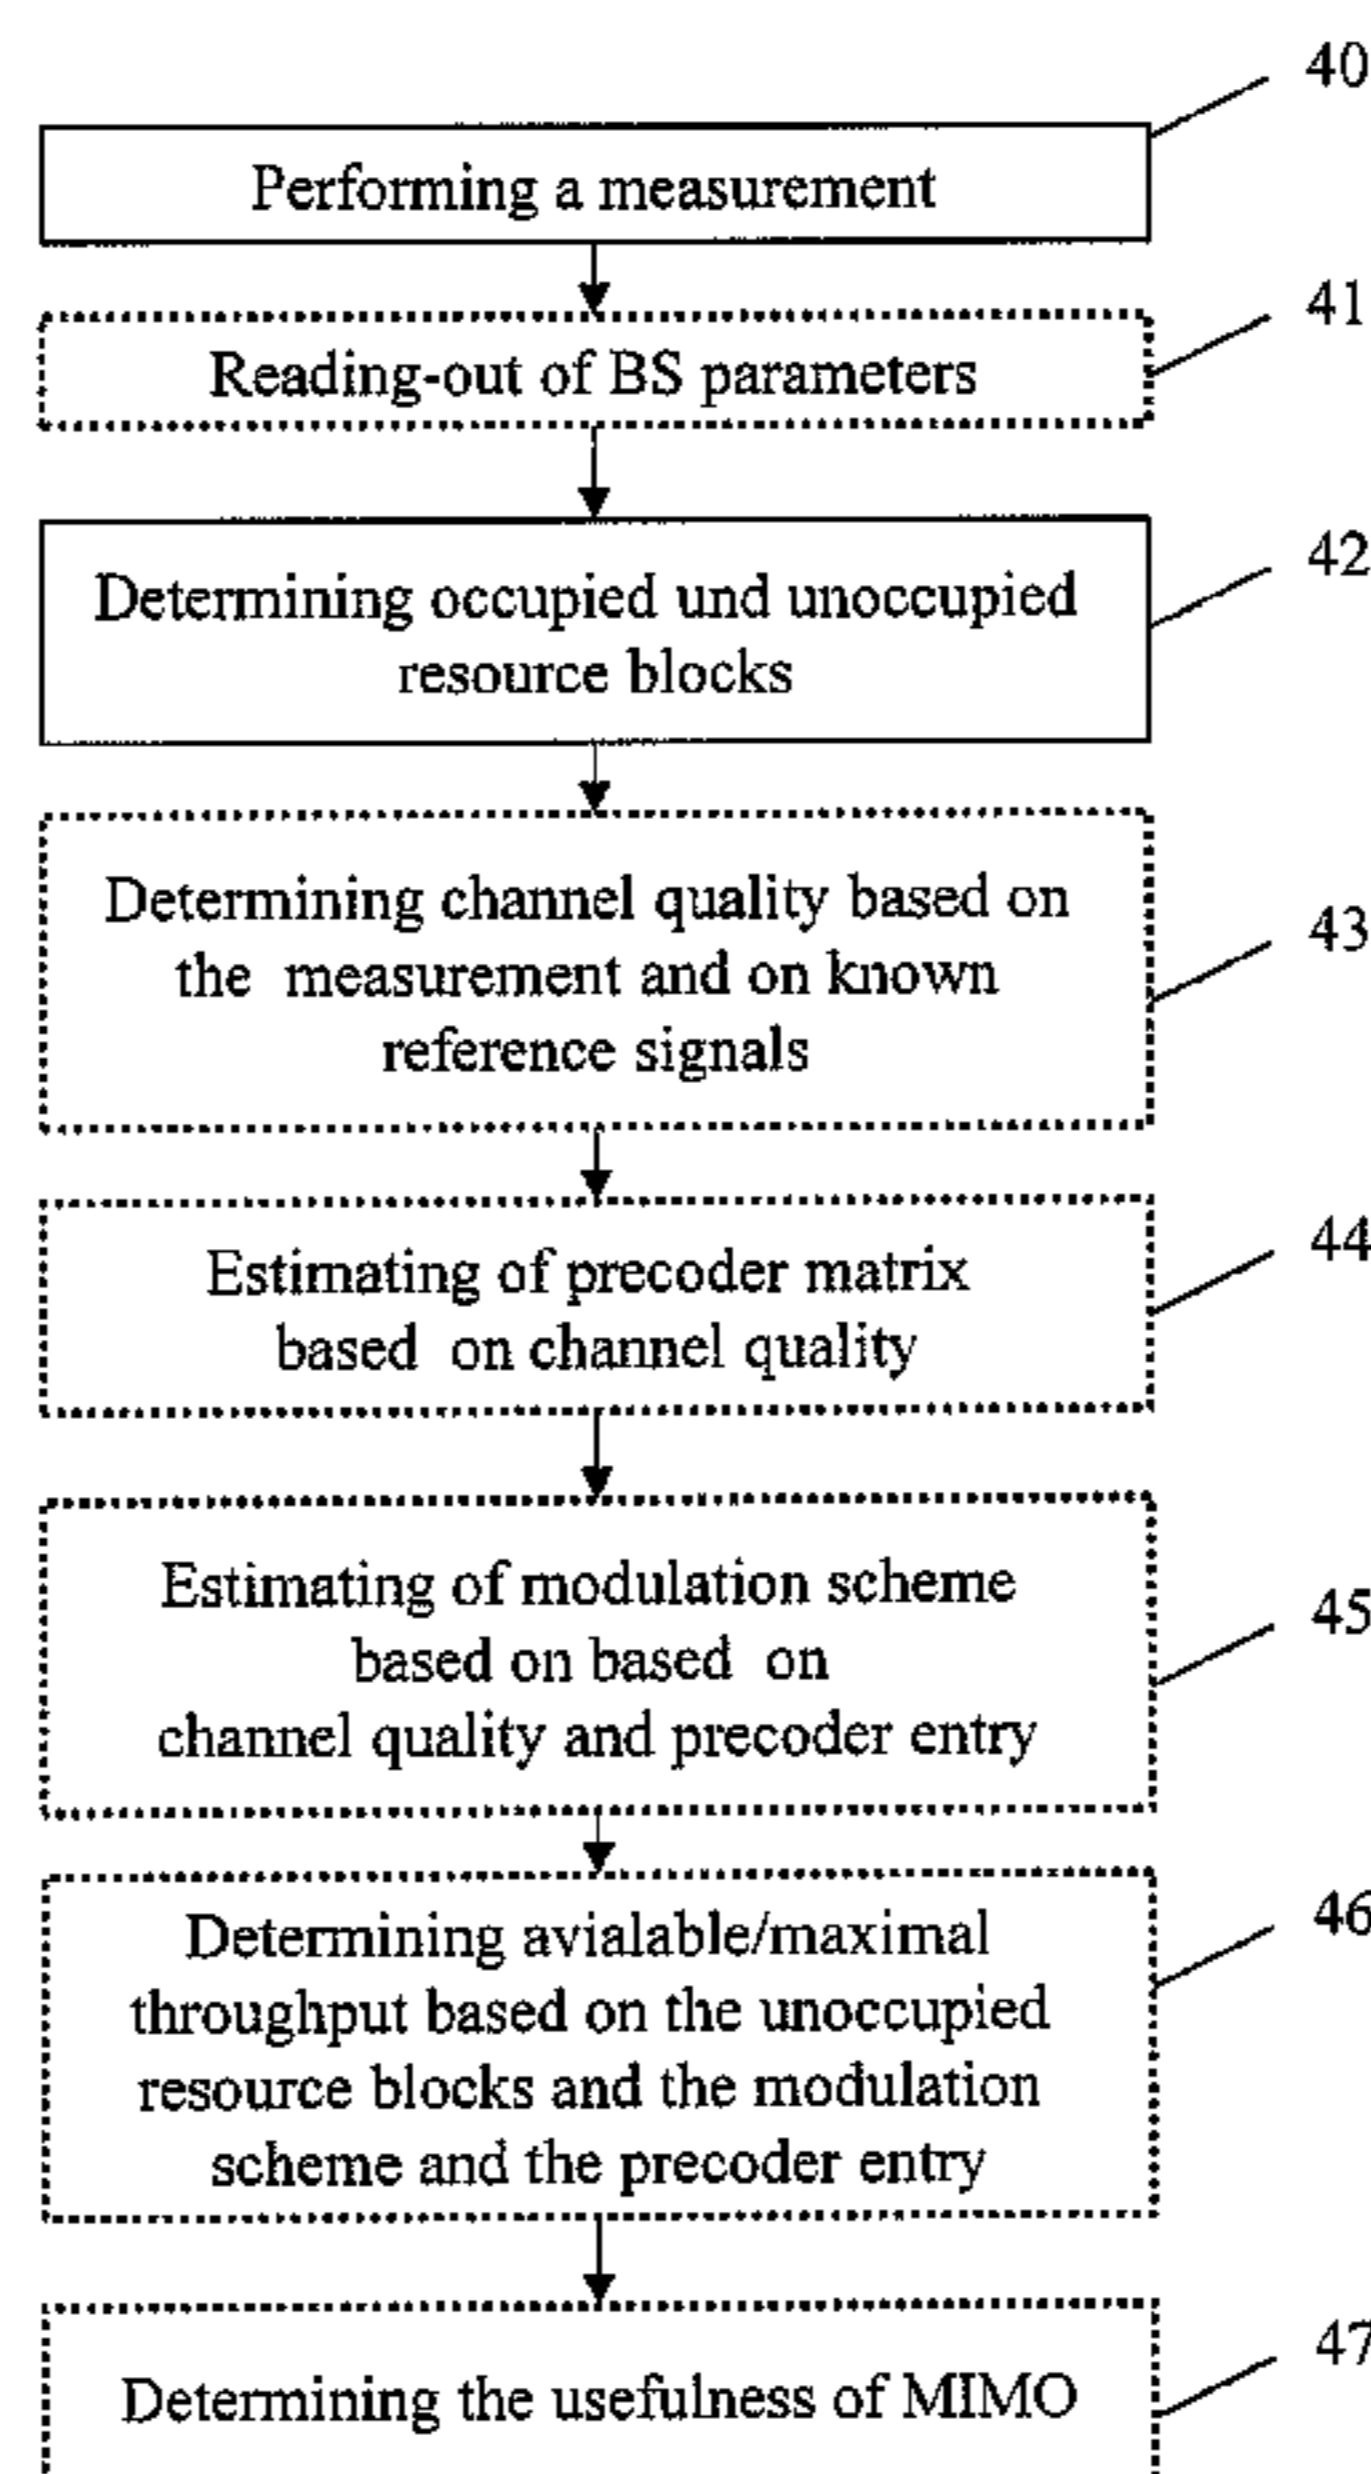 40
Performing a measurement
41
Reading-out of BS parameters
42
Determining occupied und unoccupied
resource blocks
43
Determining channel quality based on
the measurement and on known
reference signals
44
Estimating of precoder matrix
based on channel quality
45
Estimating of modulation scheme
based on based on
channel quality and precoder entry
46
Determining avialable/maximal
throughput based on the unoccupied
resource blocks and the modulation
scheme and the precoder entry
47
Determining the usefulness of MIMO